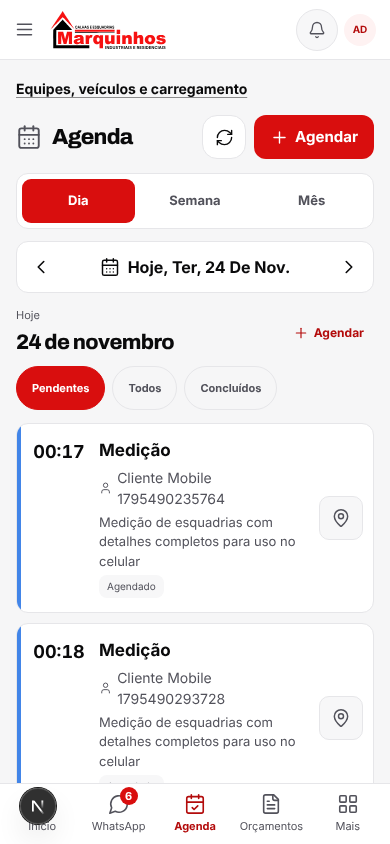 CALHAS E ESQUADRIAS
Marquinhos
INDUSTRIAIS E RESIDENCIAIS
AD
Equipes, veículos e carregamento
Agenda
Agendar
Dia
Semana
Mês
Hoje, Ter, 24 De Nov.
Hoje
24 de novembro
Agendar
Pendentes
Todos
Concluídos
00:17
Medição
Cliente Mobile
1795490235764
Medição de esquadrias com
detalhes completos para uso no
celular
Agendado
00:18
Medição
Cliente Mobile
1795490293728
Medição de esquadrias com
detalhes completos para uso no
celular
N
6
Início
WhatsApp
Agenda
Orçamentos
Mais